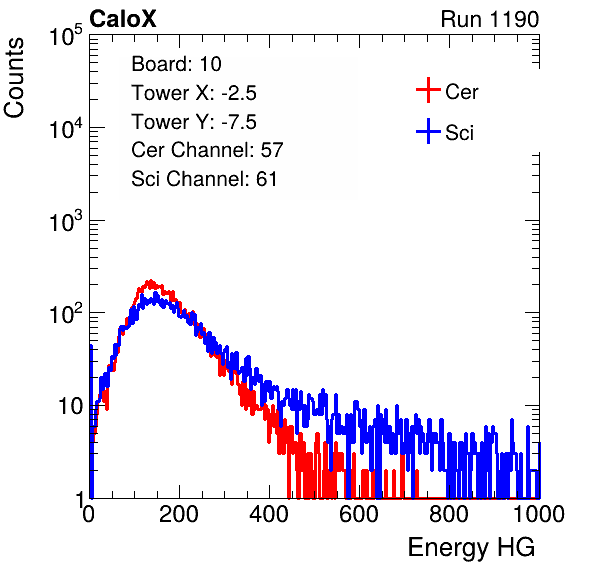 CaloX Run 1190
Counts
10^5
10^4
10^3
10^2
10
1
Board: 10
Tower X: -2.5
Tower Y: -7.5
Cer Channel: 57
Sci Channel: 61
Cer
Sci
0 200 400 600 800 1000
Energy HG